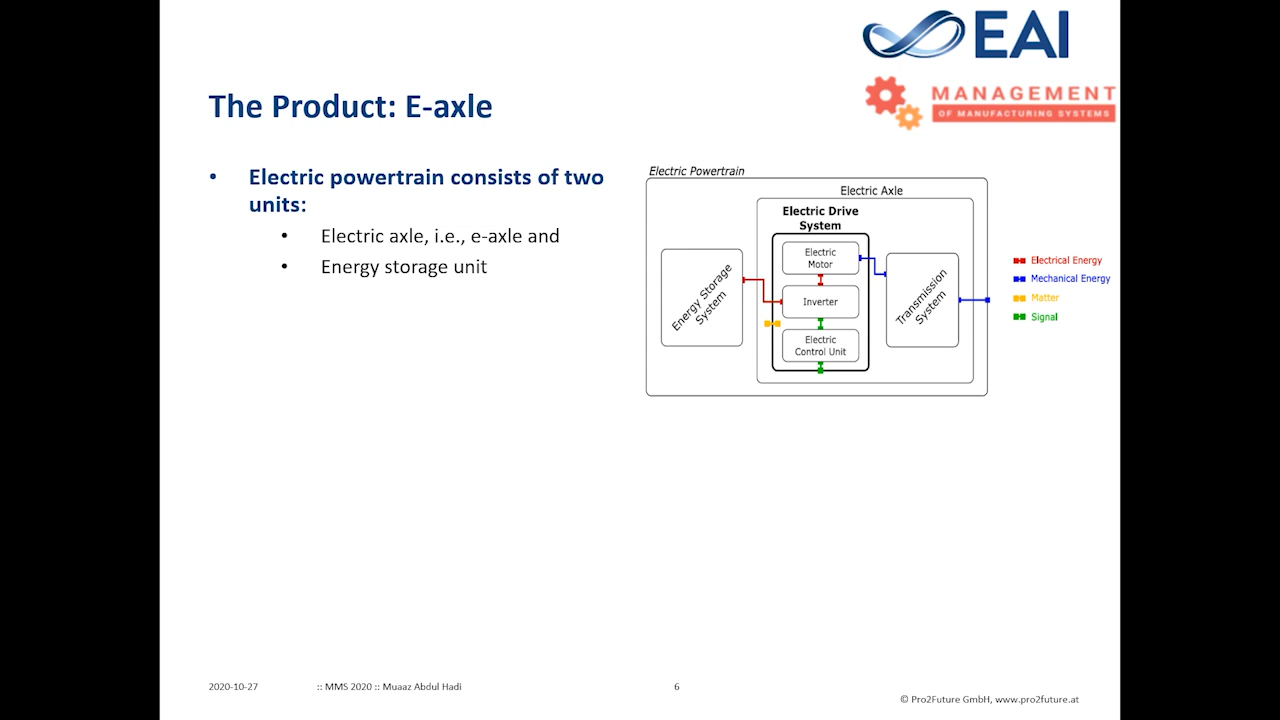 EAI
MANAGEMENT
OF MANUFACTURING SYSTEMS
The Product: E-axle
• Electric powertrain consists of two
units:
• Electric axle, i.e., e-axle and
• Energy storage unit
Electric Powertrain
Electric Axle
Electric Drive
System
Electric
Motor
Inverter
Electric
Control Unit
Energy Storage
System
Transmission
System
Electrical Energy
Mechanical Energy
Matter
Signal
2020-10-27
:: MMS 2020 :: Muaaz Abdul Hadi
6
© Pro2Future GmbH, www.pro2future.at